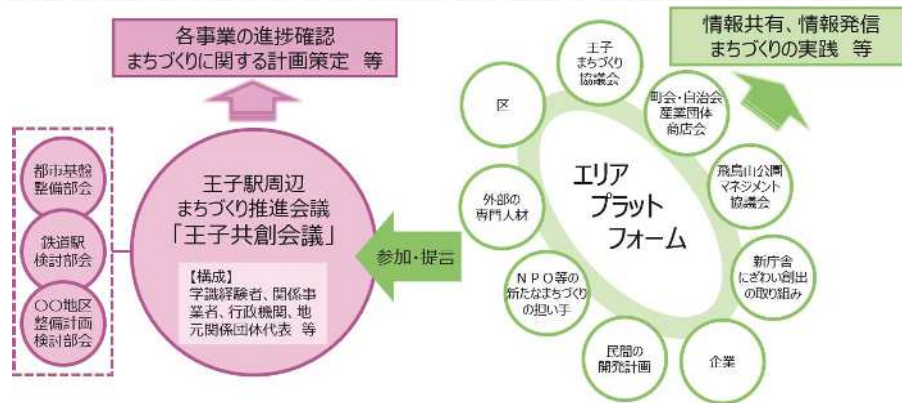 各事業の進捗確認
まちづくりに関する計画策定 等
情報共有、情報発信
まちづくりの実践 等
都市基盤
整備部会
鉄道駅
検討部会
〇〇地区
整備計画
検討部会
王子駅周辺
まちづくり推進会議
「王子共創会議」
【構成】
学識経験者、関係事
業者、行政機関、地
元関係団体代表 等
参加・提言
エリア
プラット
フォーム
王子
まちづくり
協議会
町会・自治会
産業団体
商店会
飛鳥山公園
マネジメント
協議会
新庁舎
にぎわい創出
の取り組み
企業
民間の
開発計画
NPO等の
新たなまちづくり
の担い手
外部の
専門人材
区